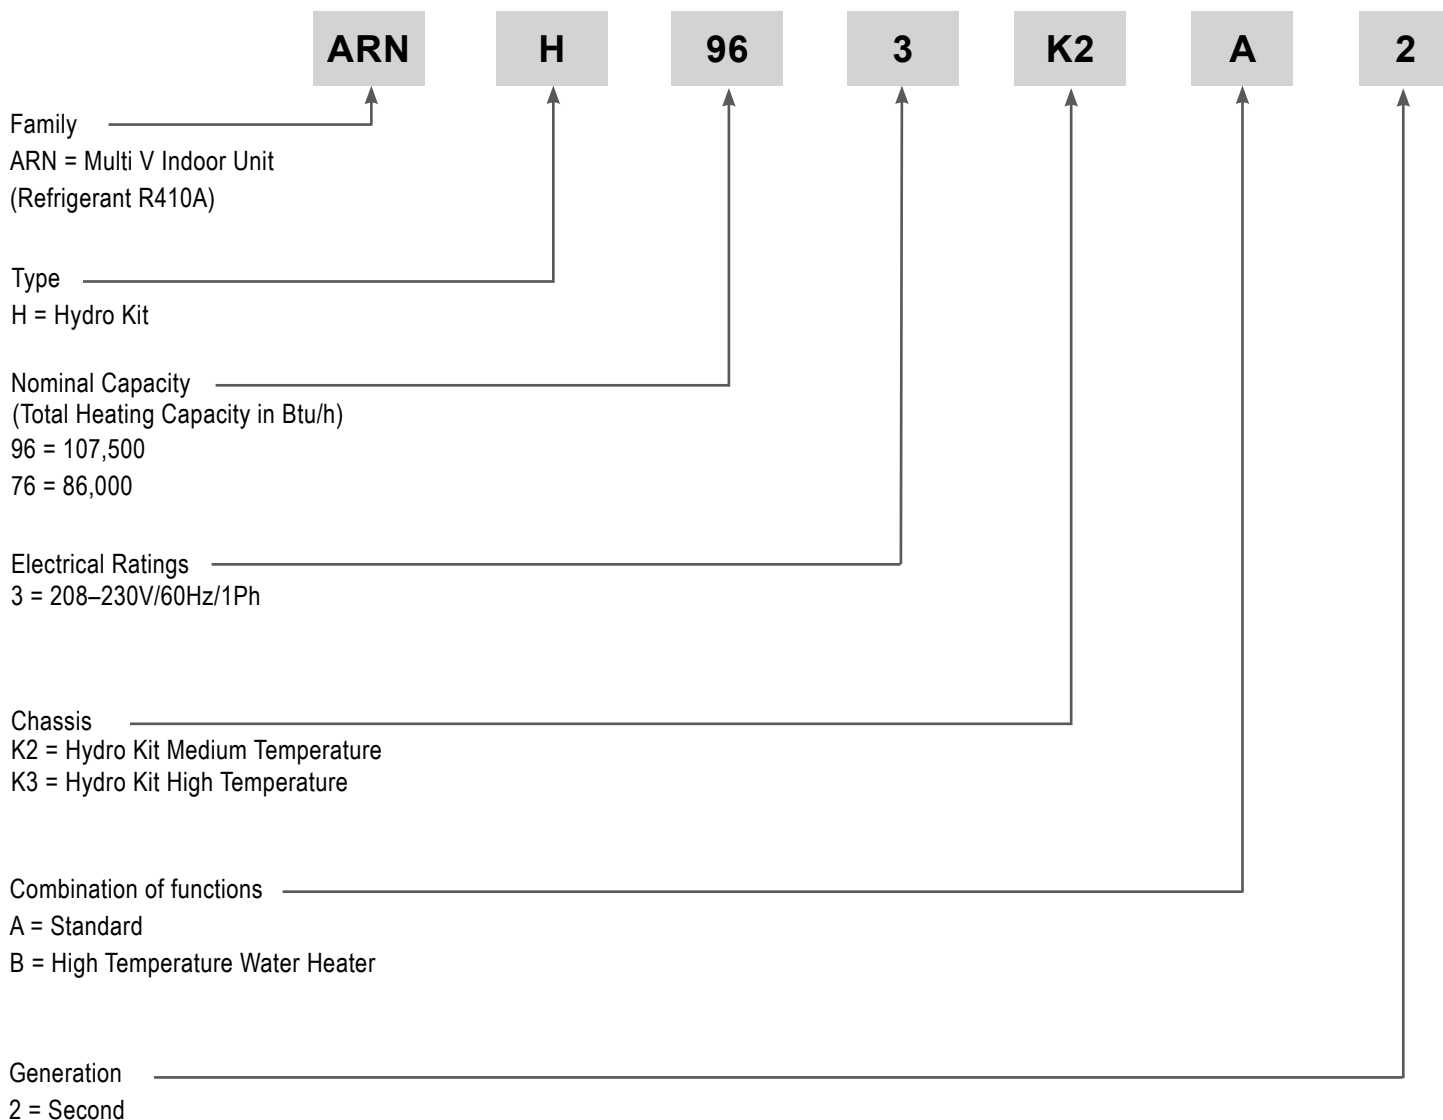 ARN H 96 3 K2 A 2
Family
ARN = Multi V Indoor Unit
(Refrigerant R410A)
Type
H = Hydro Kit
Nominal Capacity
(Total Heating Capacity in Btu/h)
96 = 107,500
76 = 86,000
Electrical Ratings
3 = 208–230V/60Hz/1Ph
Chassis
K2 = Hydro Kit Medium Temperature
K3 = Hydro Kit High Temperature
Combination of functions
A = Standard
B = High Temperature Water Heater
Generation
2 = Second